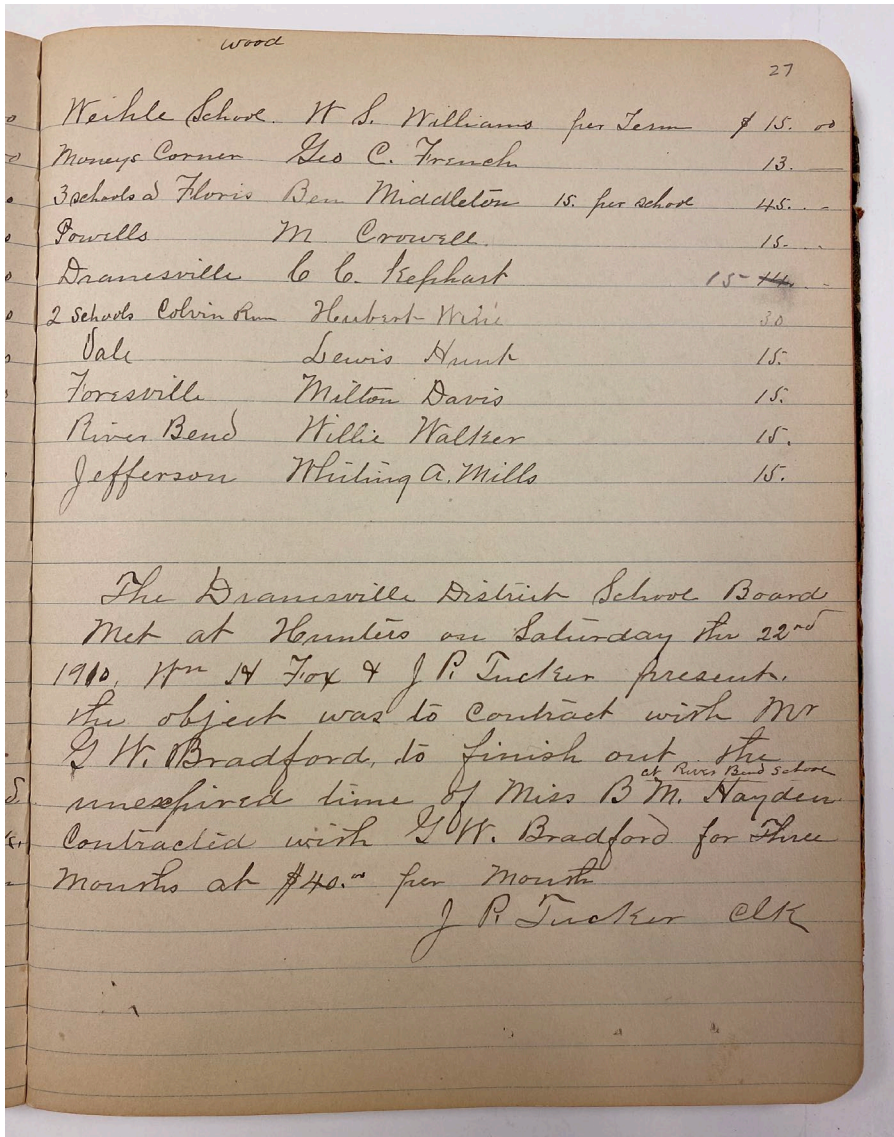 wood
27
Weihle School. W S. Williams per Term $ 15. 00
Moneys Corner Geo C. French 13. —
3 schools a Floris Ben Middleton 15. per school 45. -
Powells M Crowell. 15. -
Dranesville C C. Kephart 15 - 14. -
2 Schools Colvin Run Herbert 30
Vale Lewis Hunt 15.
Foresville Milton Davis 15.
River Bend Willie Walker 15.
Jefferson Whiting A. Mills 15.
The Dranesville District School Board
Met at Hunters on Saturday the 22nd
1910, Wm H Fox & J P. Tucker present.
the object was to contract with Mr
G W. Bradford, to finish out the
at River Bend School
unexpired time of Miss B M. Hayden
Contracted with G W. Bradford for Three
Months at $40.00 per Month
J P. Tucker Clk